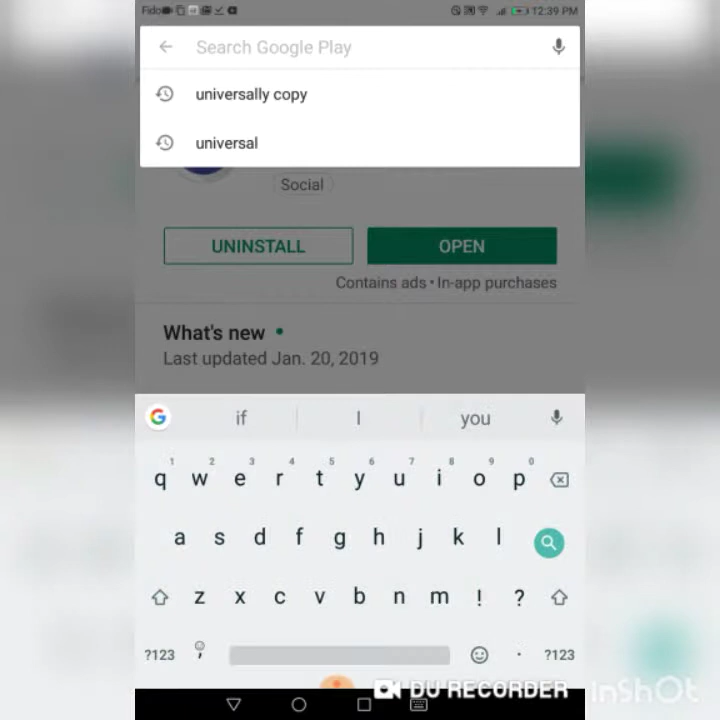 Fido 12:39 PM
Search Google Play
universally copy
universal
Social
UNINSTALL OPEN
Contains ads • In-app purchases
What's new •
Last updated Jan. 20, 2019
G if I you
1 2 3 4 5 6 7 8 9 0
q w e r t y u i o p
a s d f g h j k l
z x c v b n m ! ?
?123 , . ?123
DU RECORDER InShOt